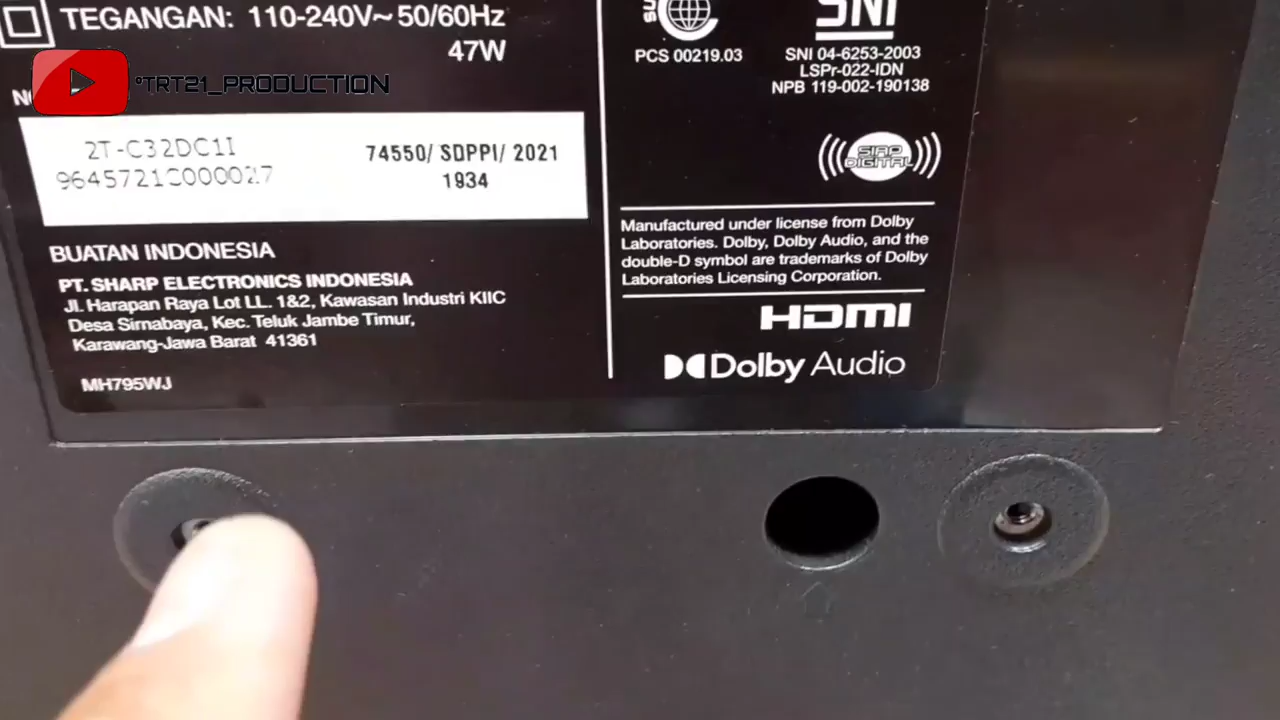 TEGANGAN: 110-240V~50/60Hz
47W
°TRT21_PRODUCTION
2T-C32DC1I
9645721C000027
74550/ SDPPI/ 2021
1934
BUATAN INDONESIA
PT. SHARP ELECTRONICS INDONESIA
Jl. Harapan Raya Lot LL. 1&2, Kawasan Industri KIIC
Desa Sirnabaya, Kec. Teluk Jambe Timur,
Karawang-Jawa Barat 41361
MH795WJ
PCS 00219.03
SNI
SNI 04-6253-2003
LSPr-022-IDN
NPB 119-002-190138
SIAP
DIGITAL
Manufactured under license from Dolby
Laboratories. Dolby, Dolby Audio, and the
double-D symbol are trademarks of Dolby
Laboratories Licensing Corporation.
HDMI
Dolby Audio